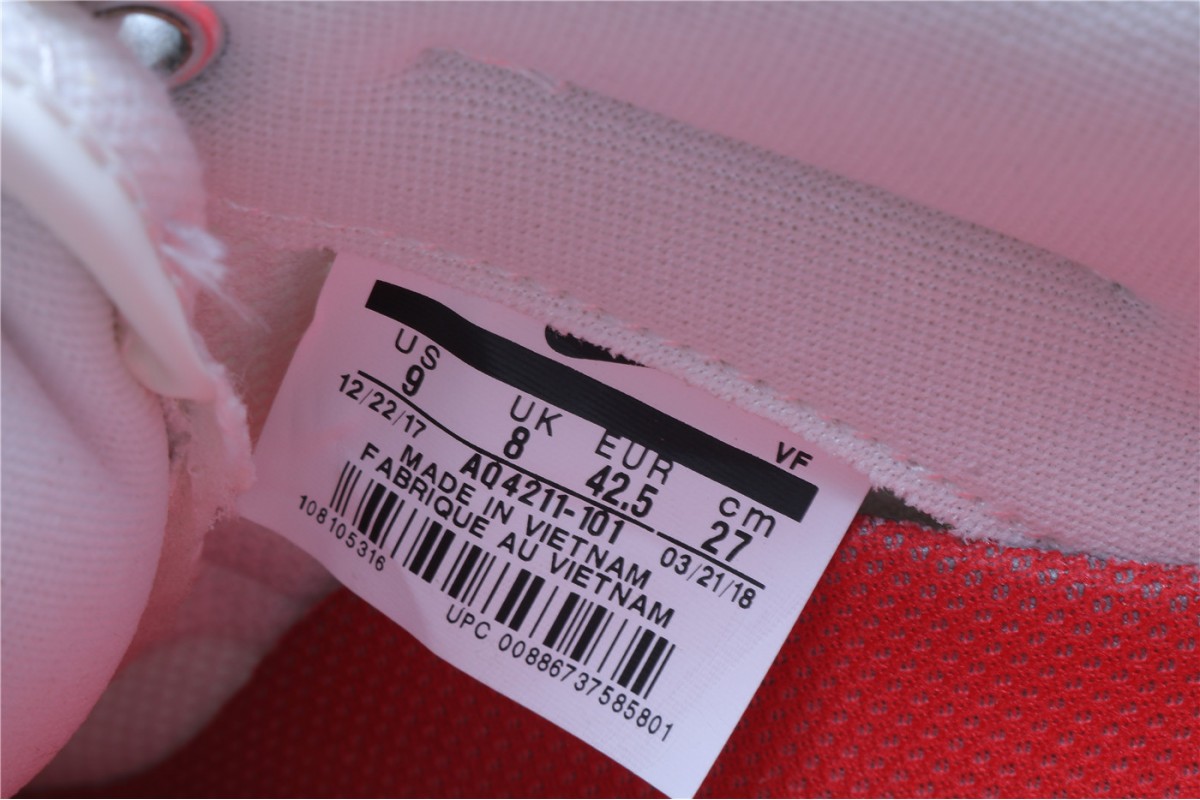 VF
US UK EUR cm
9 8 42.5 27
12/22/17 03/21/18
AQ4211-101
MADE IN VIETNAM
FABRIQUE AU VIETNAM
108105316
UPC 00886737585801